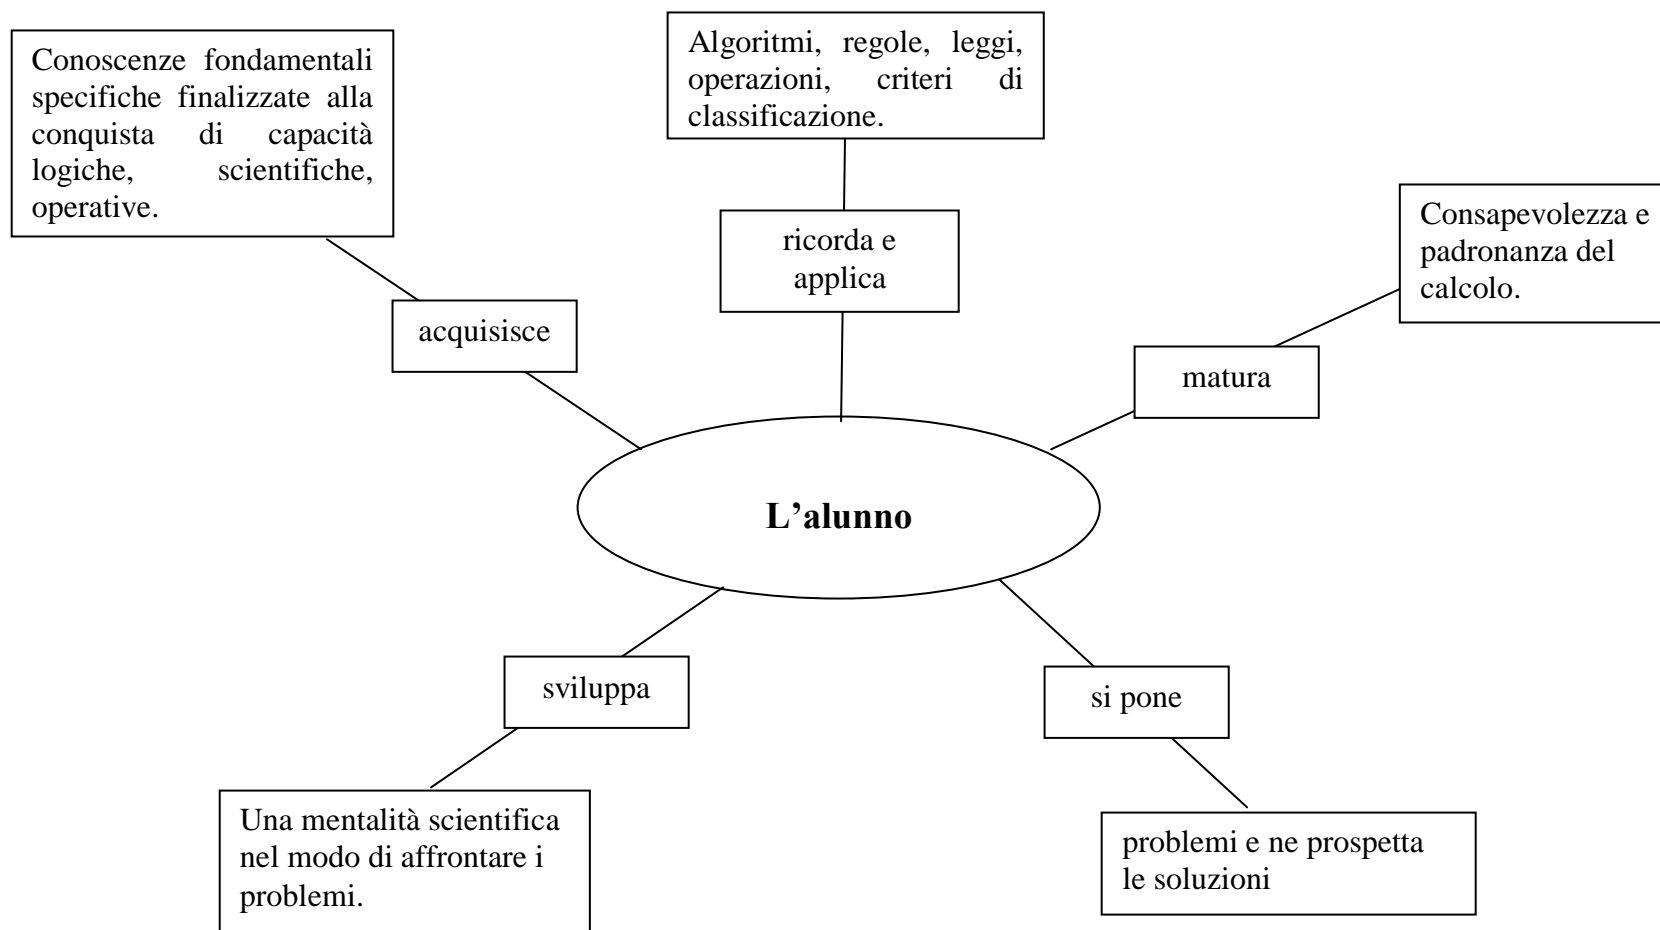 Conoscenze fondamentali
specifiche finalizzate alla
conquista di capacità
logiche, scientifiche,
operative.
acquisisce
Algoritmi, regole, leggi,
operazioni, criteri di
classificazione.
ricorda e
applica
Consapevolezza e
padronanza del
calcolo.
matura
L’alunno
sviluppa
Una mentalità scientifica
nel modo di affrontare i
problemi.
si pone
problemi e ne prospetta
le soluzioni